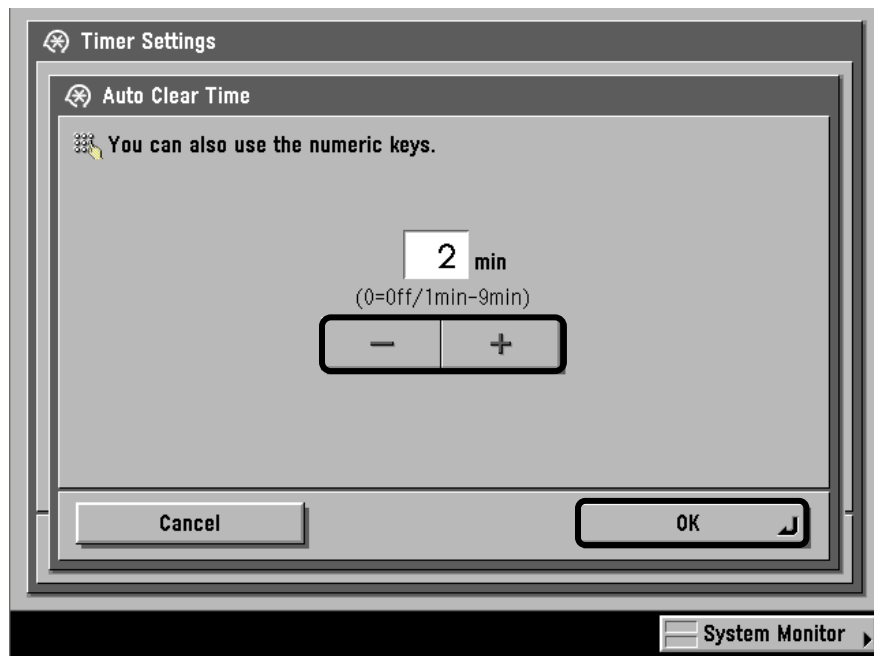 Timer Settings
Auto Clear Time
You can also use the numeric keys.
2 min
(0=Off/1min-9min)
- +
Cancel OK
System Monitor